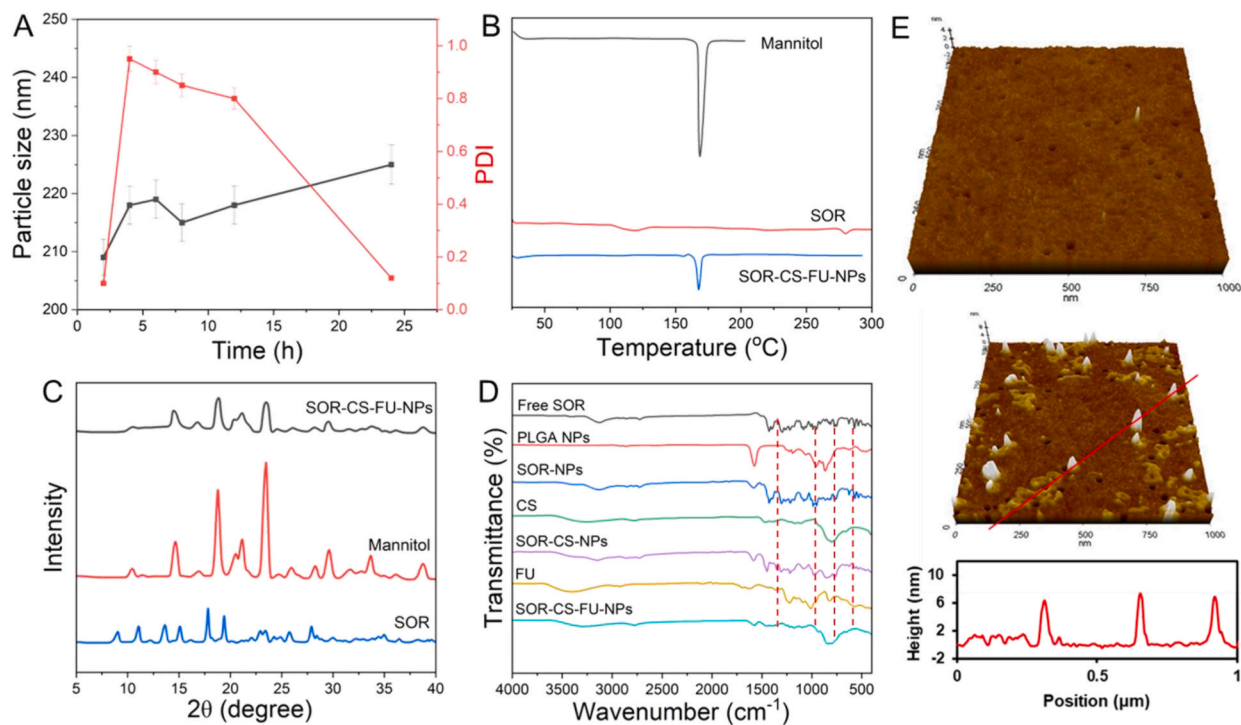 A
Particle size (nm)
250
240
230
220
210
200
0 5 10 15 20 25
Time (h)
1.0
0.8
0.6
0.4
0.2
0.0
PDI
B
Mannitol
SOR
SOR-CS-FU-NPs
50 100 150 200 250 300
Temperature (°C)
C
Intensity
SOR-CS-FU-NPs
Mannitol
SOR
5 10 15 20 25 30 35 40
2θ (degree)
D
Transmittance (%)
Free SOR
PLGA NPs
SOR-NPs
CS
SOR-CS-NPs
FU
SOR-CS-FU-NPs
4000 3500 3000 2500 2000 1500 1000 500
Wavenumber (cm⁻¹)
E
nm
0
0 250 500 750 1000
nm
0
0 250 500 750 1000
nm
Height (nm)
10
6
2
-2
0 0.5 1
Position (µm)